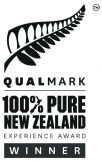 QUALMARK
100% PURE
NEW ZEALAND
EXPERIENCE AWARD
WINNER